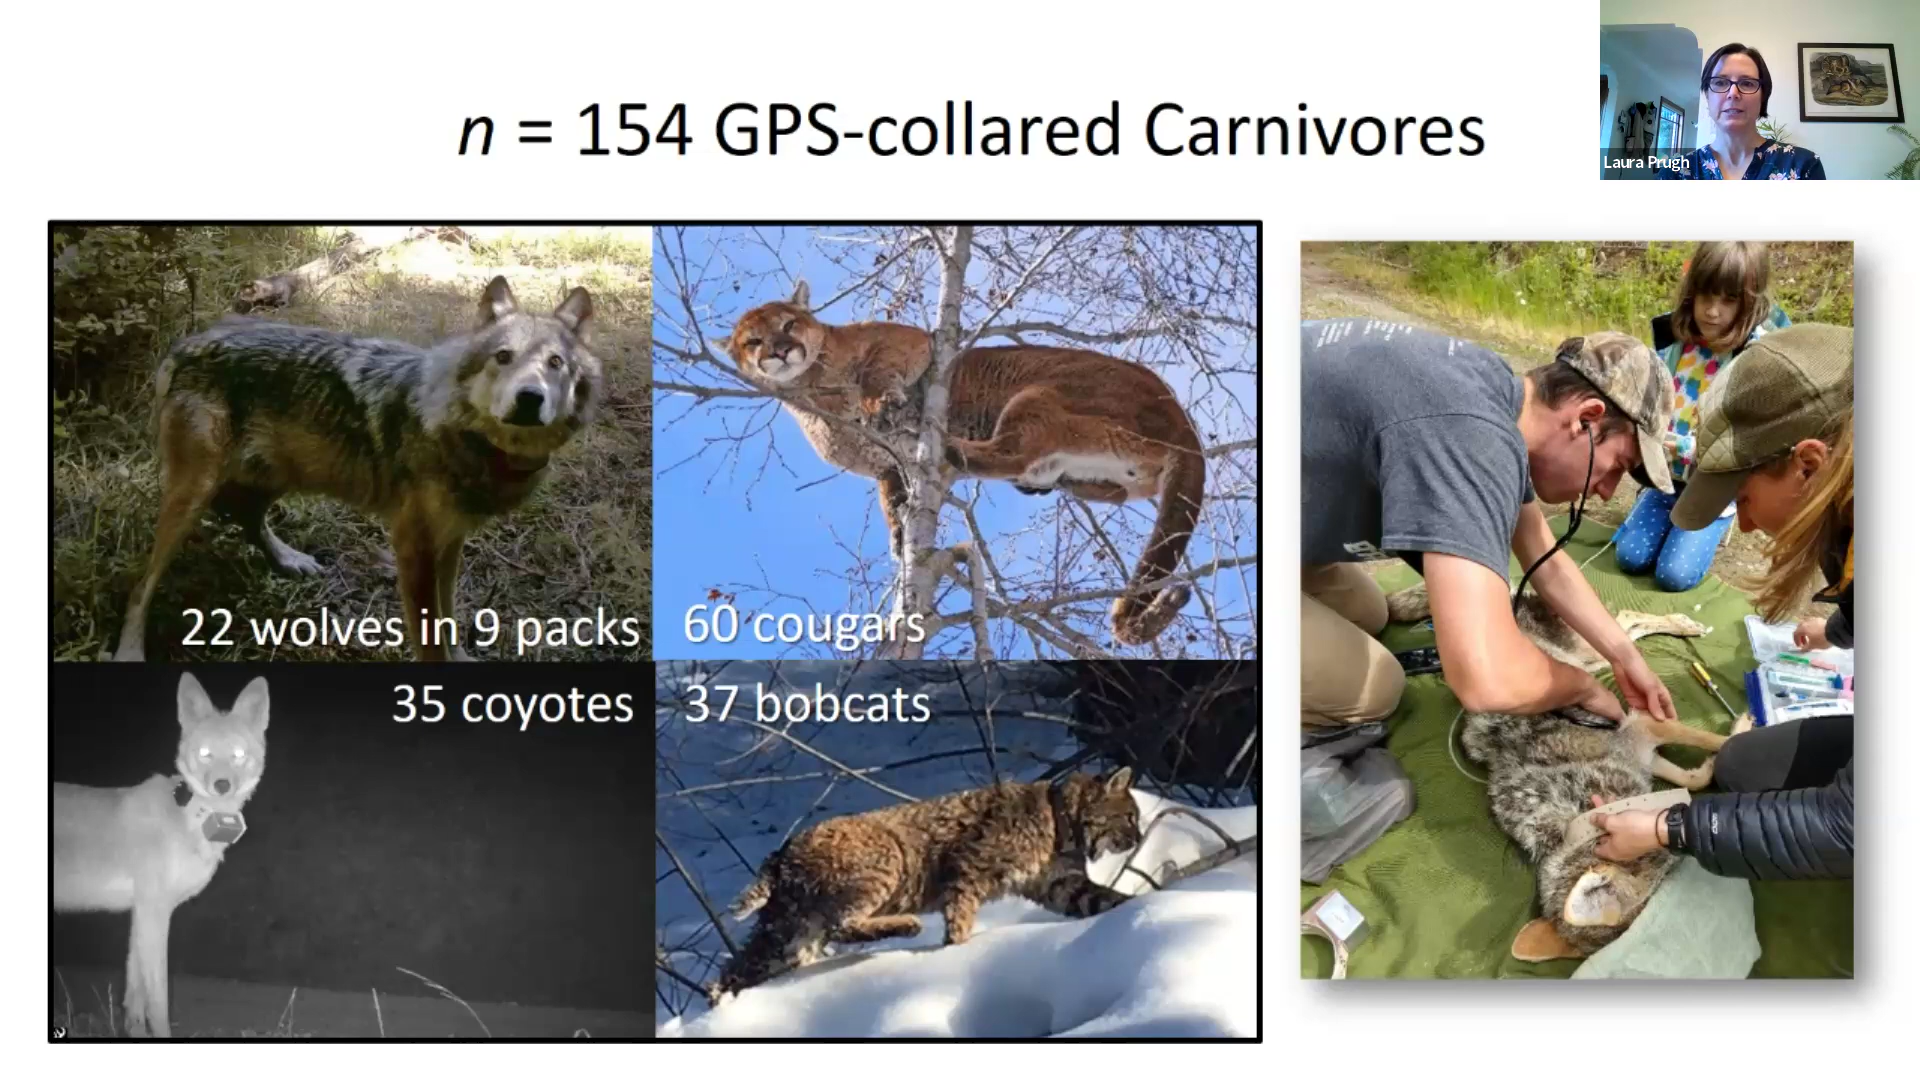 n = 154 GPS-collared Carnivores
Laura Prugh
22 wolves in 9 packs
60 cougars
35 coyotes
37 bobcats